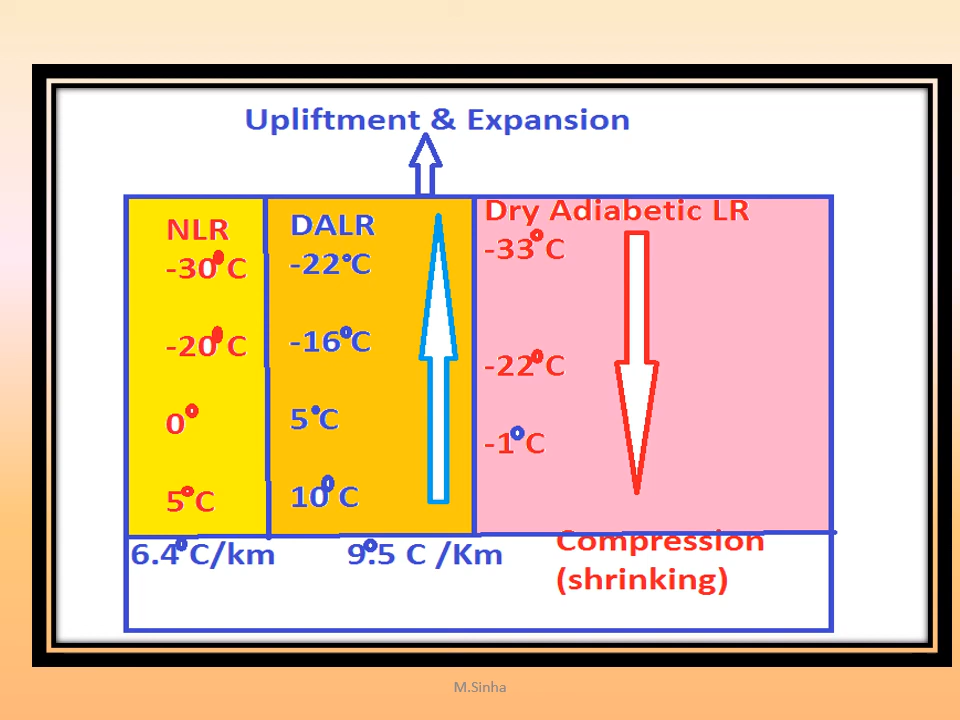 Upliftment & Expansion
NLR
-30°C
-20°C
0°
5°C
6.4°C/km
DALR
-22°C
-16°C
5°C
10°C
9°.5 C /Km
Dry Adiabetic LR
-33°C
-22°C
-1°C
Compression
(shrinking)
M.Sinha